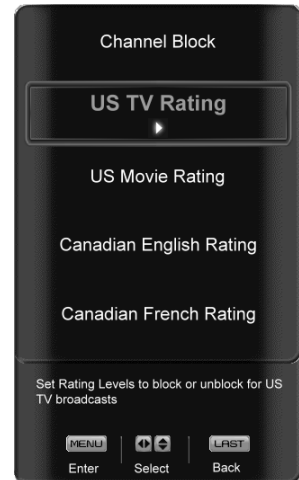 Channel Block
US TV Rating
US Movie Rating
Canadian English Rating
Canadian French Rating
Set Rating Levels to block or unblock for US
TV broadcasts
MENU LAST
Enter Select Back